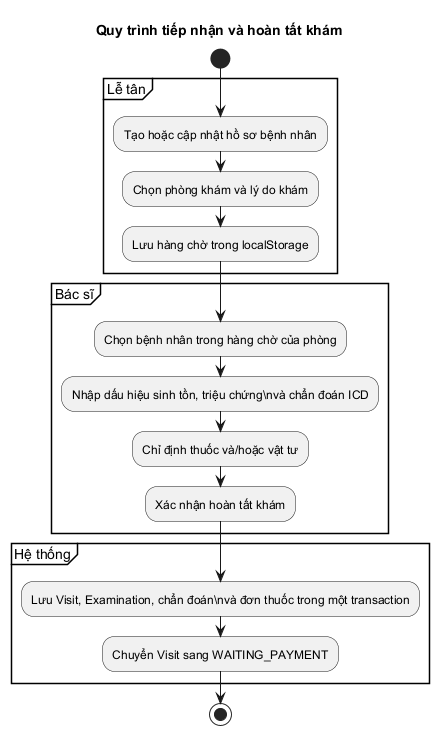 Quy trình tiếp nhận và hoàn tất khám
Lễ tân
Tạo hoặc cập nhật hồ sơ bệnh nhân
Chọn phòng khám và lý do khám
Lưu hàng chờ trong localStorage
Bác sĩ
Chọn bệnh nhân trong hàng chờ của phòng
Nhập dấu hiệu sinh tồn, triệu chứng\nvà chẩn đoán ICD
Chỉ định thuốc và/hoặc vật tư
Xác nhận hoàn tất khám
Hệ thống
Lưu Visit, Examination, chẩn đoán\nvà đơn thuốc trong một transaction
Chuyển Visit sang WAITING_PAYMENT